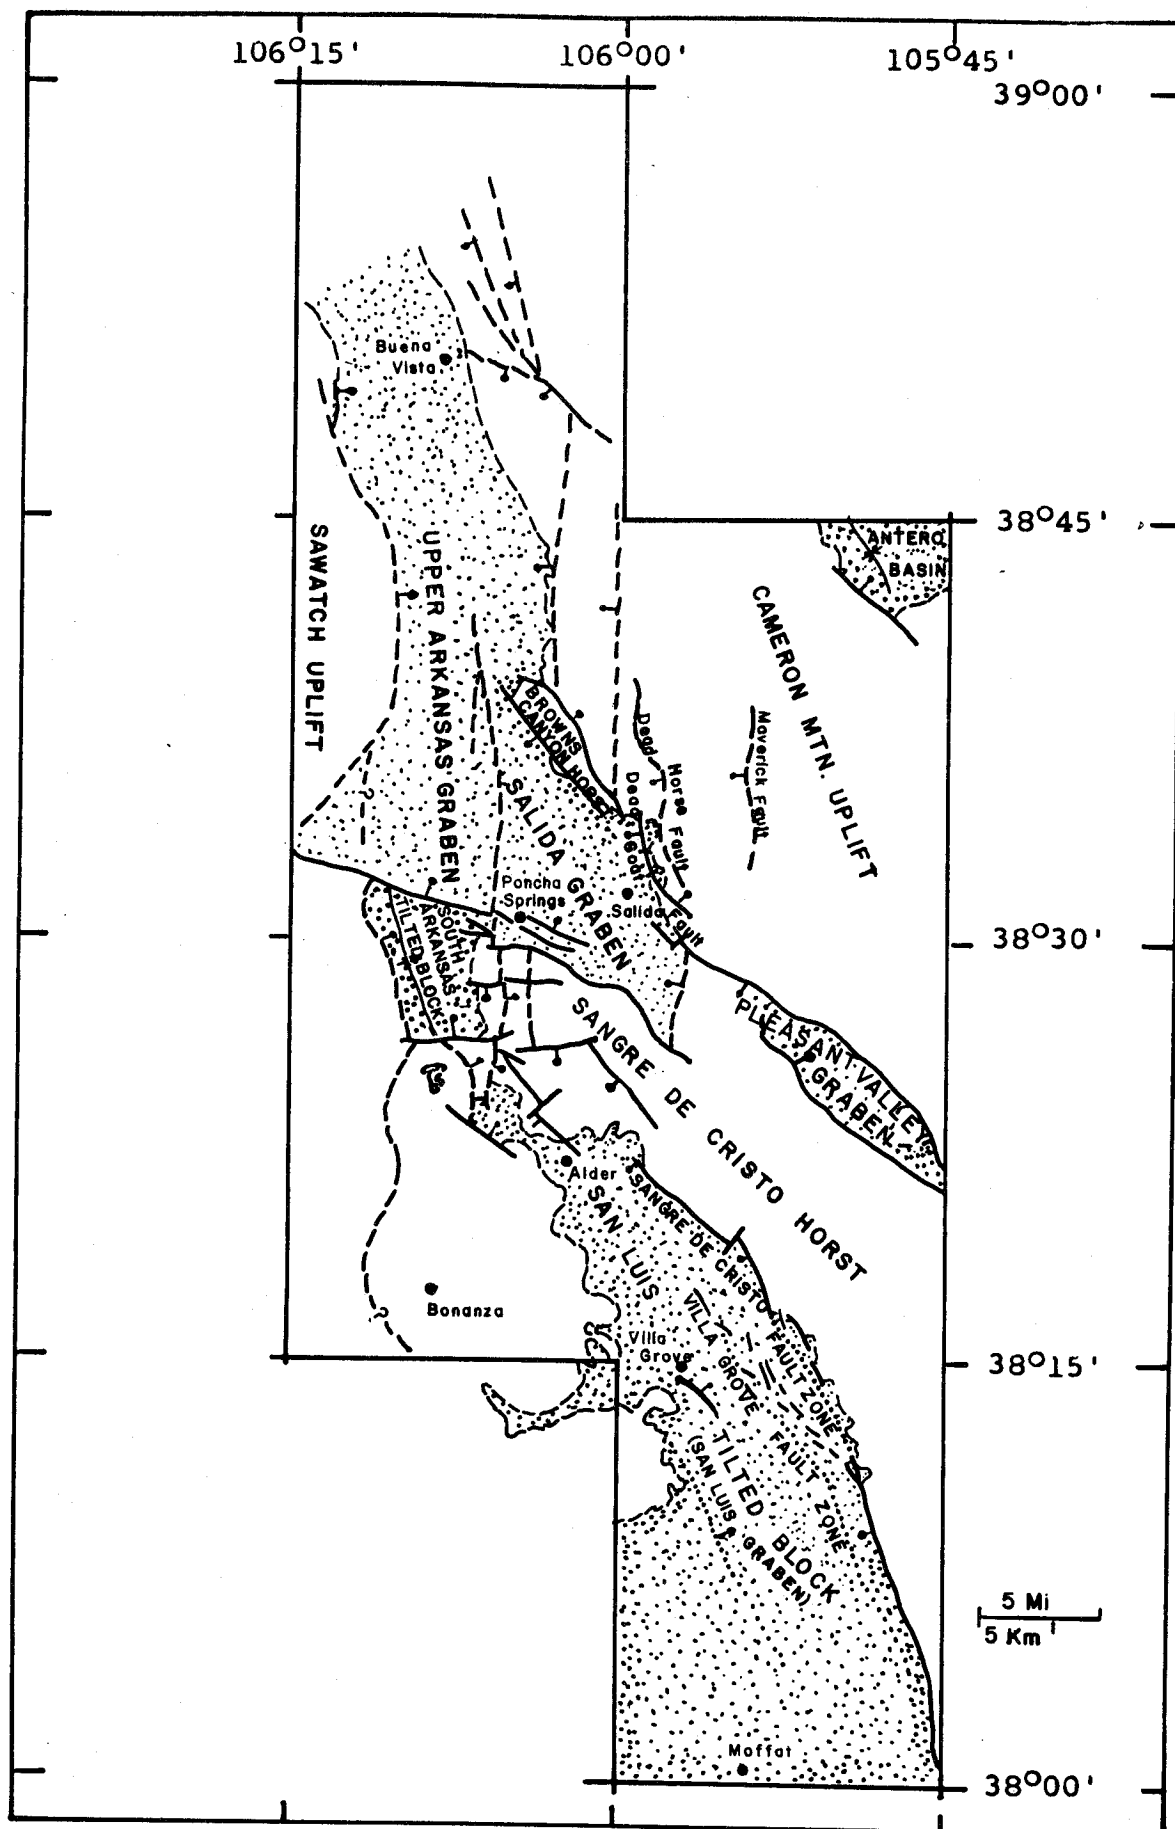 106°15' 106°00' 105°45'
39°00'
Buena
Vista
38°45'
ANTERO
BASIN
SAWATCH UPLIFT
UPPER ARKANSAS GRABEN
CAMERON MTN. UPLIFT
BROWNS
CANYON HORST
Dead Horse Fault
Maverick Fault
SALIDA GRABEN
Dead Goat Fault
Poncha
Springs
Salida
38°30'
SOUTH
ARKANSAS
TILTED BLOCK
SANGRE DE CRISTO HORST
PLEASANT VALLEY
GRABEN
?
?
Alder
SAN LUIS
TILTED BLOCK
(SAN LUIS GRABEN)
SANGRE DE CRISTO FAULT ZONE
Bonanza
VILLA GROVE FAULT ZONE
Villa
Grove
38°15'
5 Mi
5 Km
Moffat
38°00'